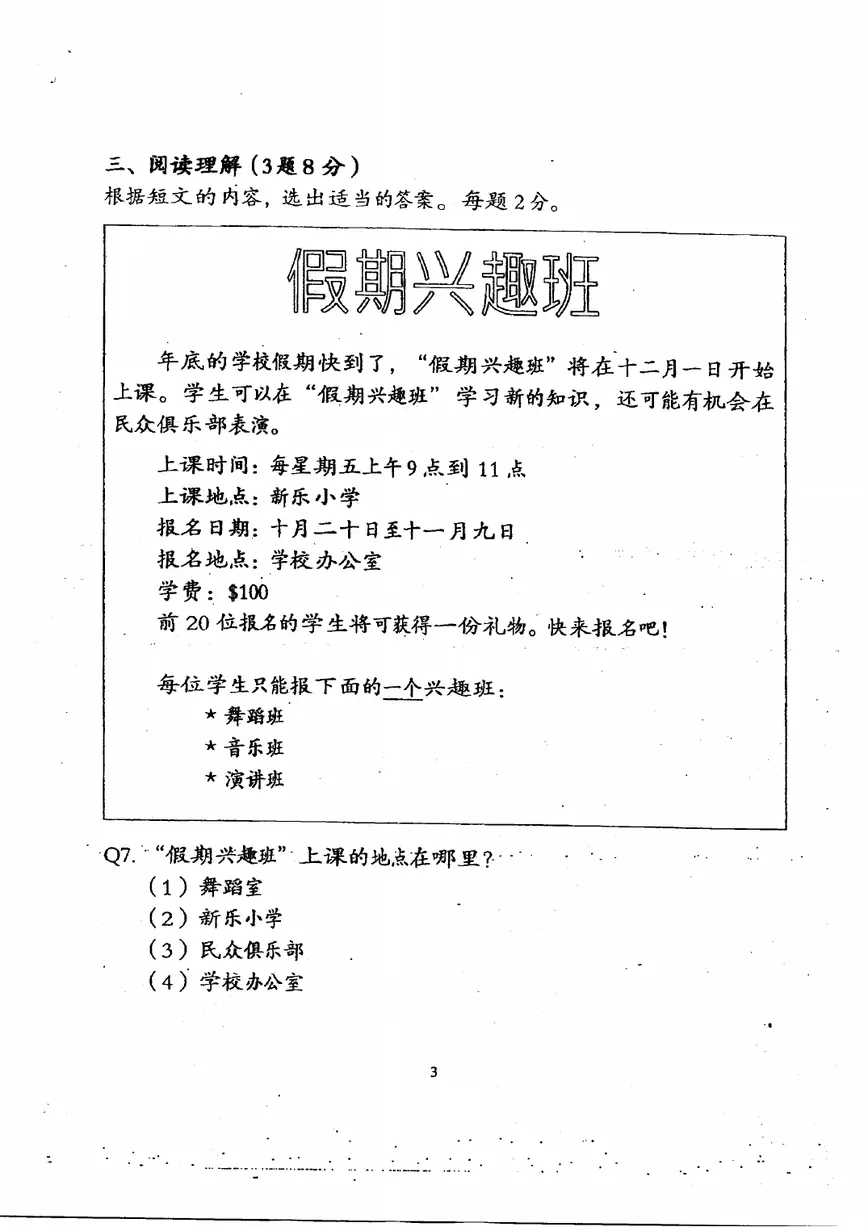 三、阅读理解（3题8分）
根据短文的内容，选出适当的答案。每题2分。
假期兴趣班
年底的学校假期快到了，“假期兴趣班”将在十二月一日开始
上课。学生可以在“假期兴趣班”学习新的知识，还可能有机会在
民众俱乐部表演。
上课时间：每星期五上午9点到11点
上课地点：新乐小学
报名日期：十月二十日至十一月九日
报名地点：学校办公室
学费：$100
前20位报名的学生将可获得一份礼物。快来报名吧！
每位学生只能报下面的一个兴趣班：
★舞蹈班
★音乐班
★演讲班
Q7.“假期兴趣班”上课的地点在哪里？
（1）舞蹈室
（2）新乐小学
（3）民众俱乐部
（4）学校办公室
3